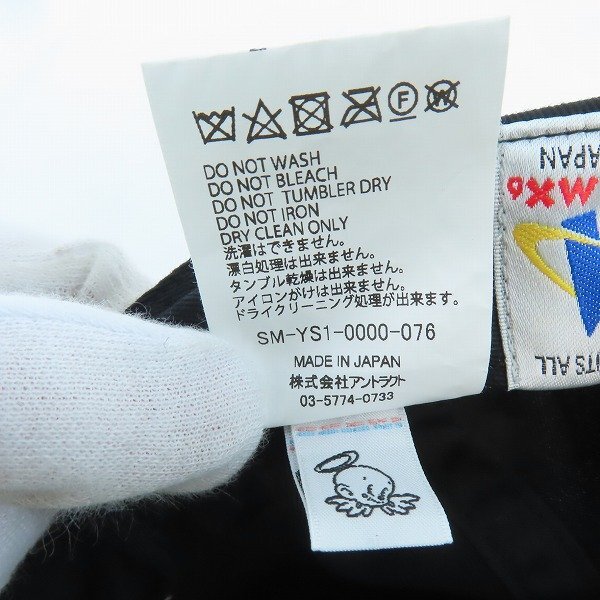 F W
DO NOT WASH
DO NOT BLEACH
DO NOT TUMBLER DRY
DO NOT IRON
DRY CLEAN ONLY
洗濯はできません。
漂白処理は出来ません。
タンブル乾燥は出来ません。
アイロンがけは出来ません。
ドライクリーニング処理が出来ます。
SM-YS1-0000-076
MADE IN JAPAN
株式会社アントラクト
03-5774-0733
JAPAN
MX6
ITS ALL